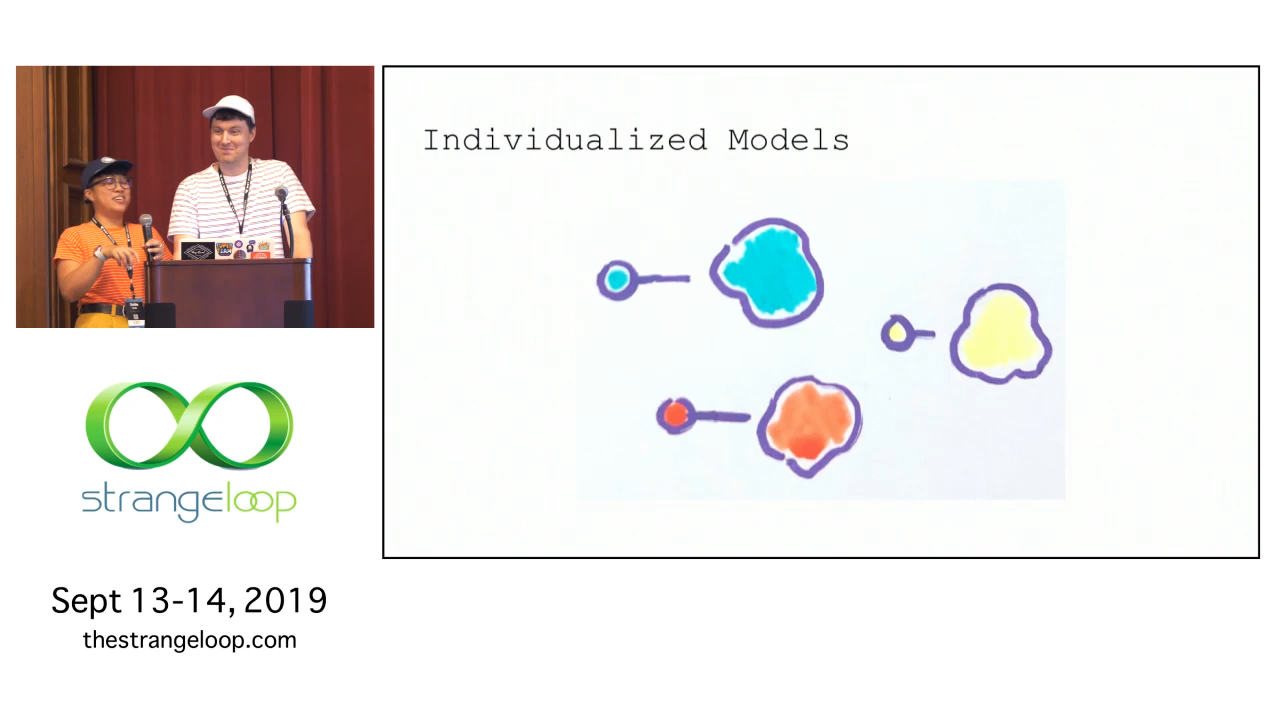 Individualized Models
strangeloop
Sept 13-14, 2019
thestrangeloop.com